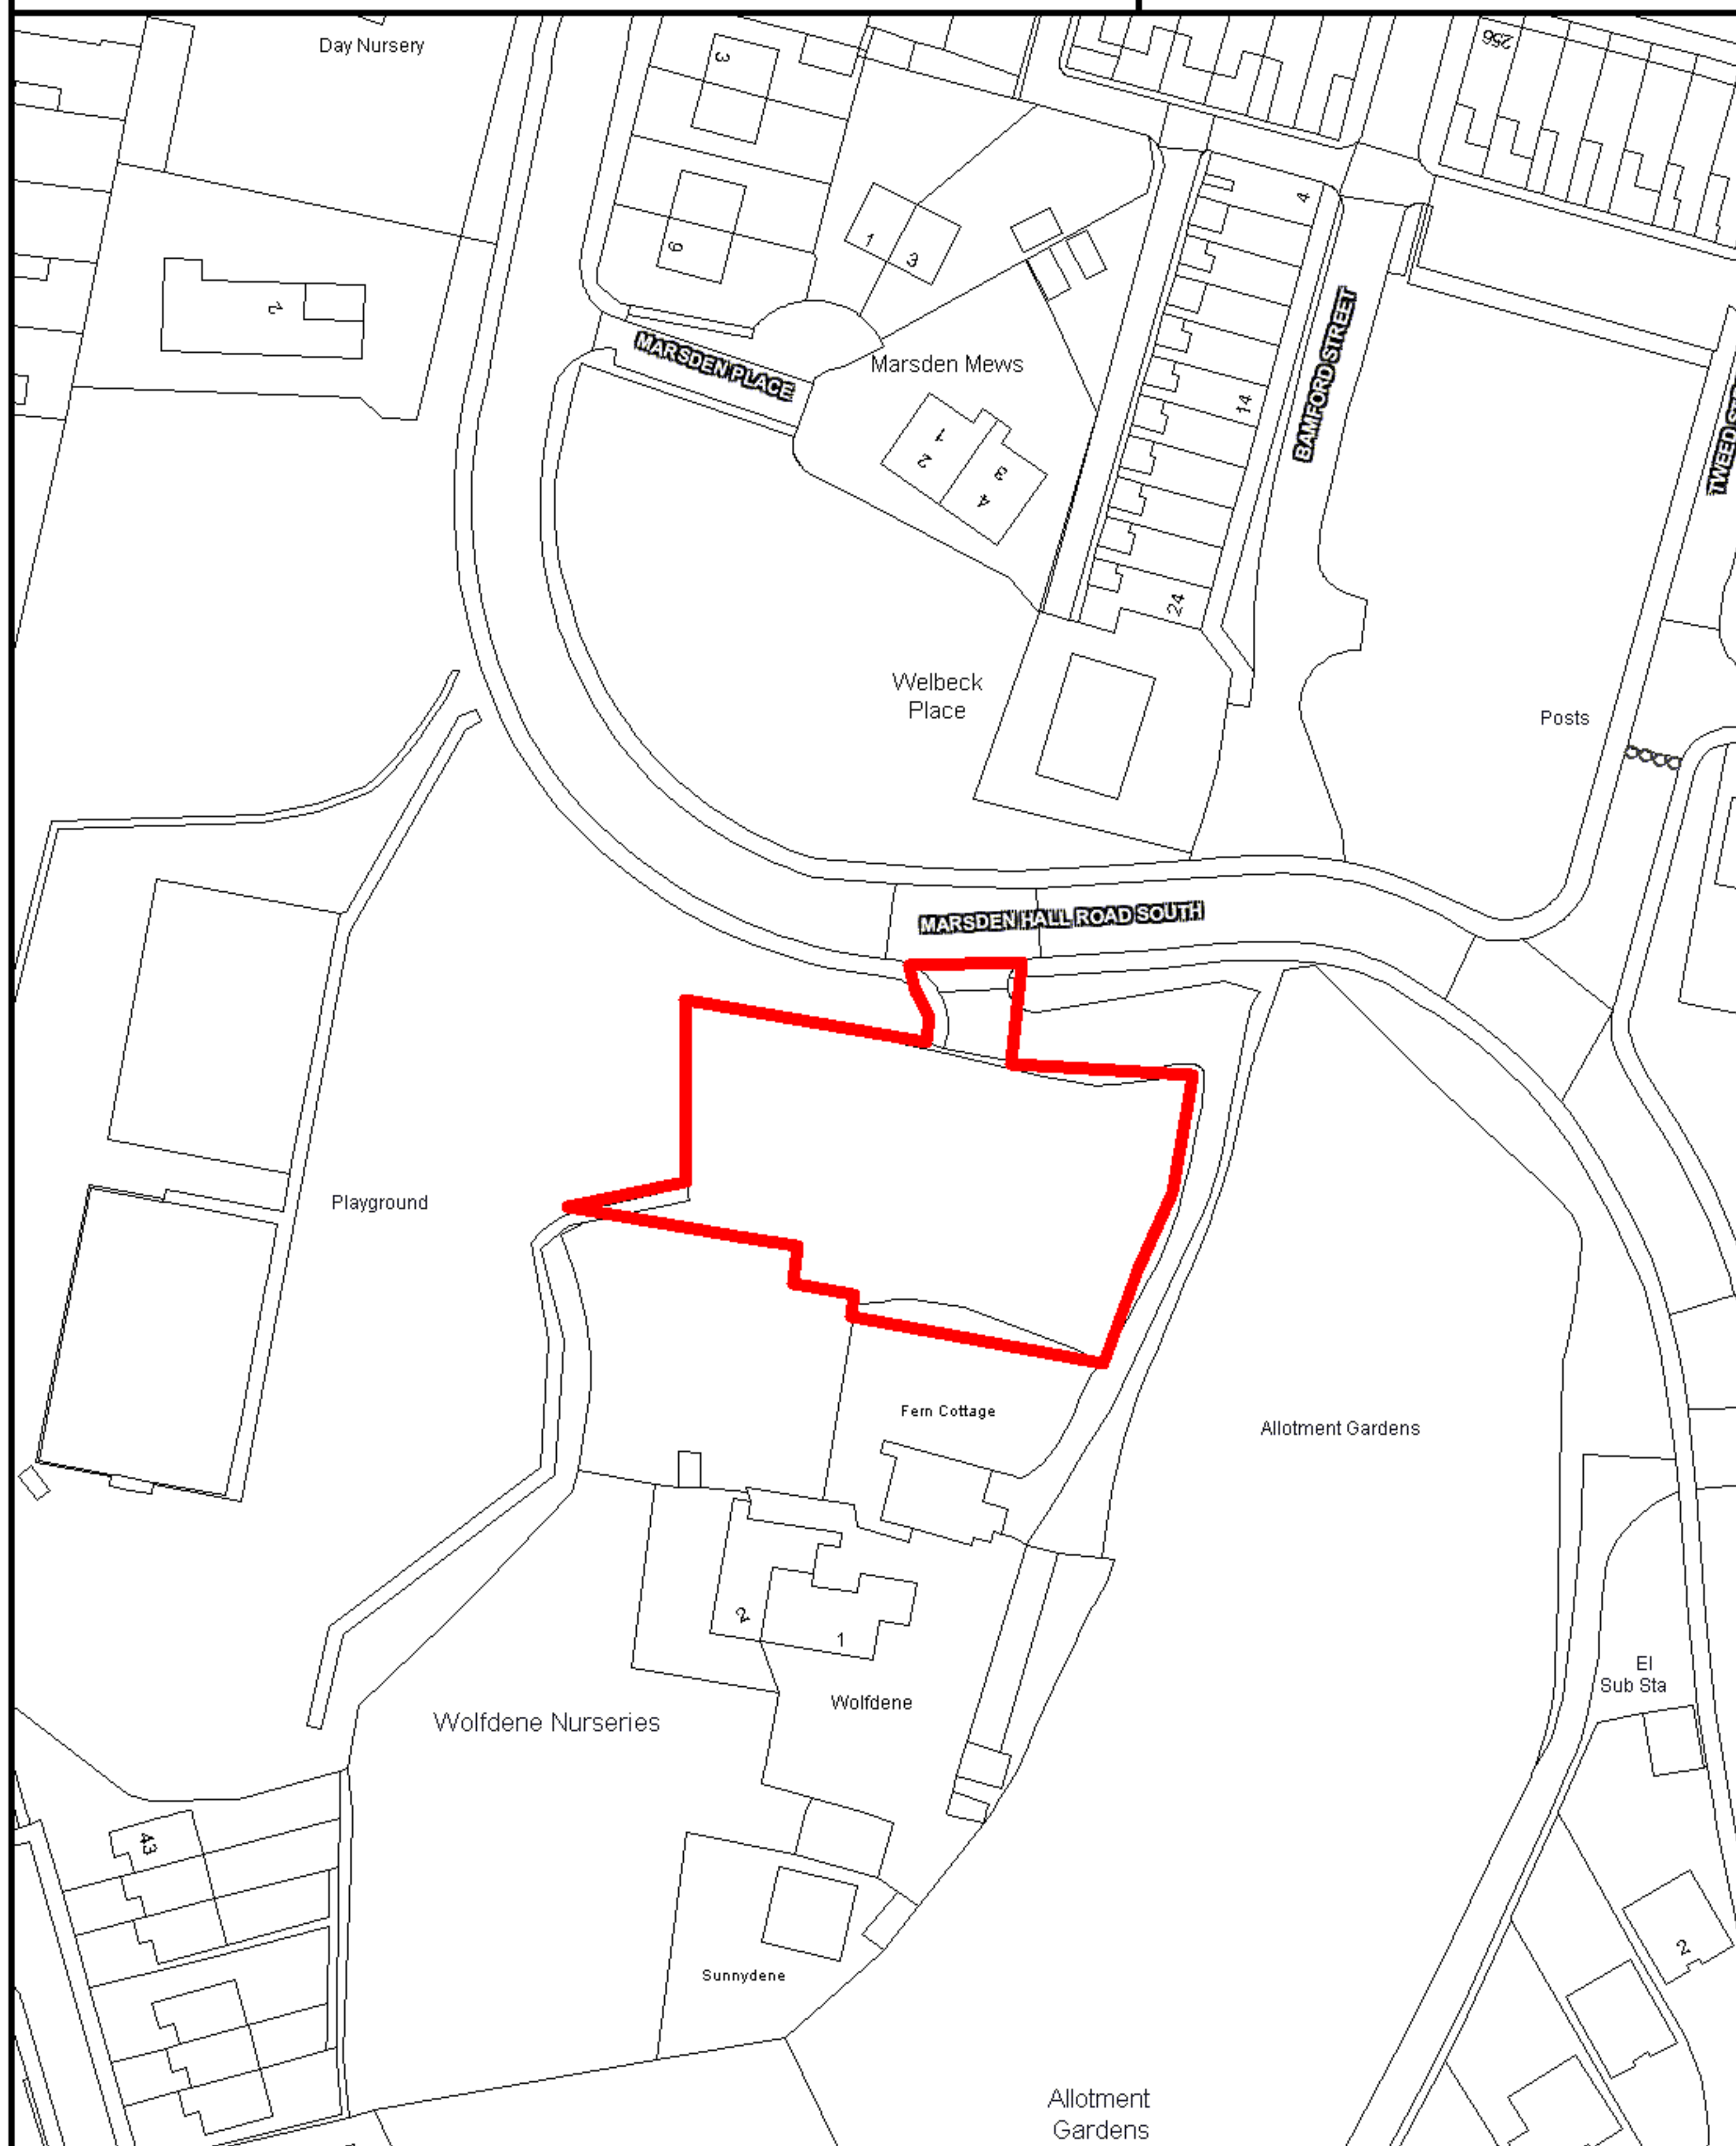 Day Nursery
3
256
4
1
3
9
2
MARSDEN PLACE
Marsden Mews
BAMFORD STREET
14
1
2
3
4
24
Welbeck
Place
Posts
MARSDEN HALL ROAD SOUTH
Playground
Fern Cottage
Allotment Gardens
2
1
El
Sub Sta
Wolfdene
Wolfdene Nurseries
43
2
Sunnydene
Allotment
Gardens